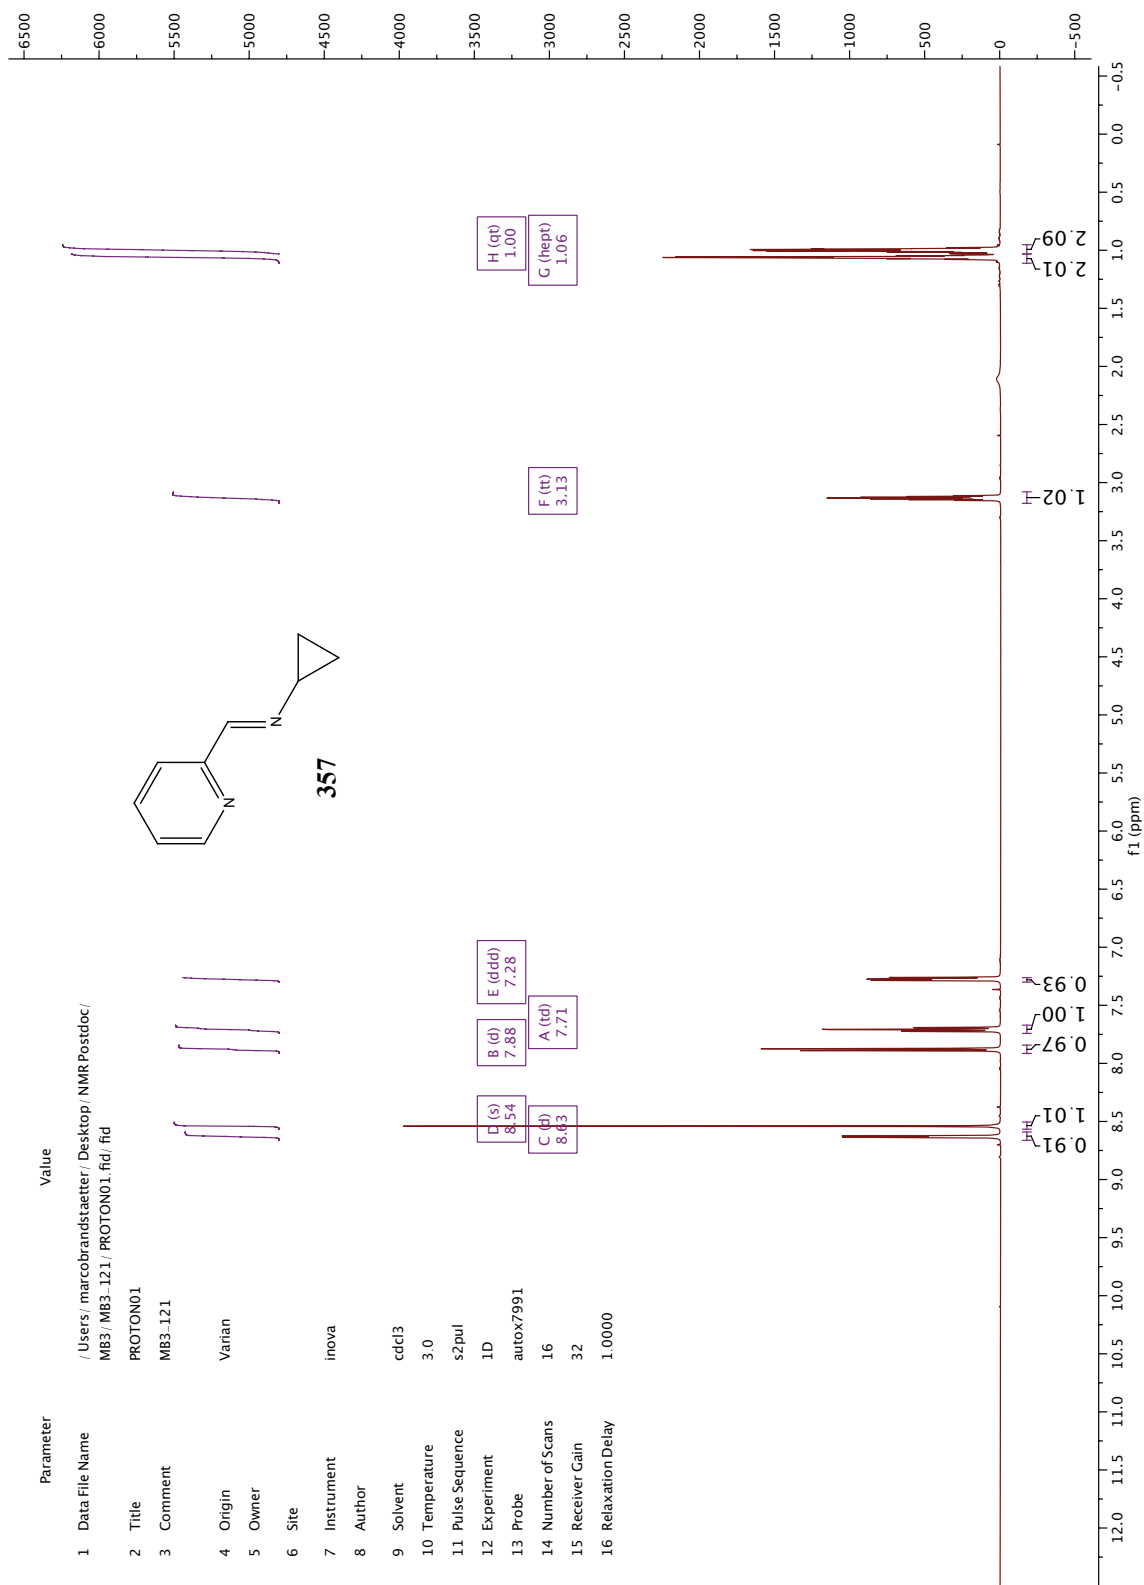 Parameter Value
1 Data File Name / Users/ marcobrandstaetter/ Desktop/ NMR Postdoc/
MB3/ MB3-121/ PROTON01.fid/ fid
2 Title PROTON01
3 Comment MB3-121
4 Origin Varian
5 Owner
6 Site
7 Instrument inova
8 Author
9 Solvent cdcl3
10 Temperature 3.0
11 Pulse Sequence s2pul
12 Experiment 1D
13 Probe autox7991
14 Number of Scans 16
15 Receiver Gain 32
16 Relaxation Delay 1.0000
N
N
357
D (s)
8.54
B (d)
7.88
E (ddd)
7.28
H (qt)
1.00
C (d)
8.63
A (td)
7.71
F (tt)
3.13
G (hept)
1.06
6500
6000
5500
5000
4500
4000
3500
3000
2500
2000
1500
1000
500
0
-500
0.91
1.01
0.97
1.00
0.93
1.02
2.01
2.09
12.0 11.5 11.0 10.5 10.0 9.5 9.0 8.5 8.0 7.5 7.0 6.5 6.0 5.5 5.0 4.5 4.0 3.5 3.0 2.5 2.0 1.5 1.0 0.5 0.0 -0.5
f1 (ppm)